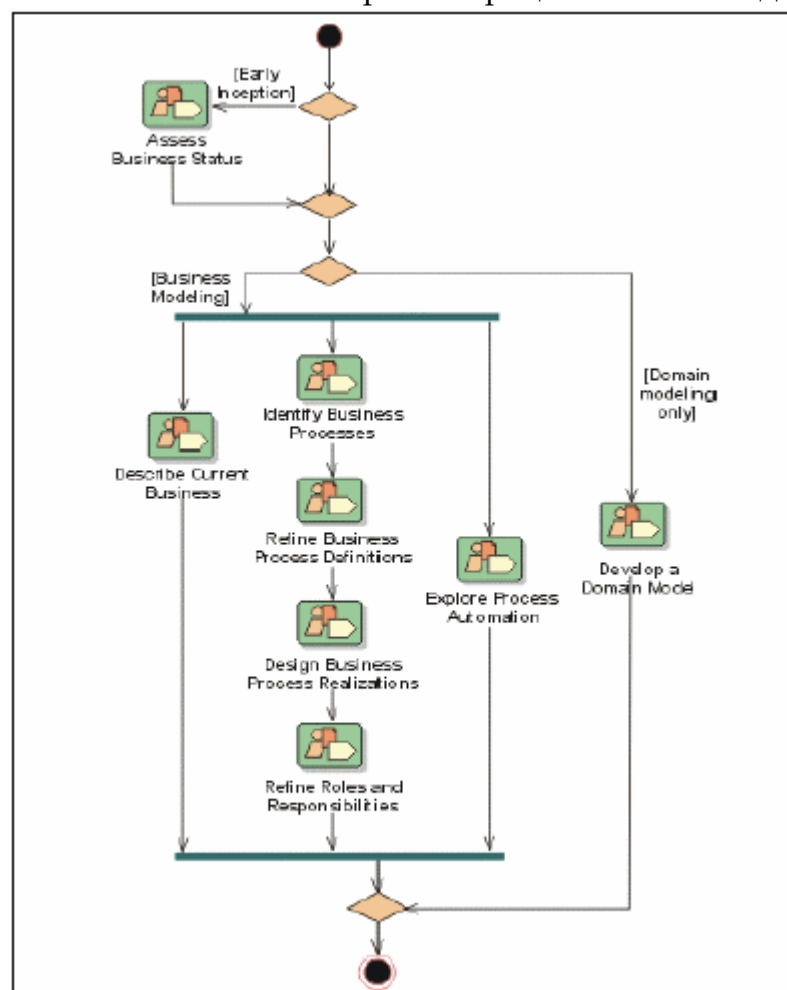 [Early
Inception]
Assess
Business Status
[Business
Modeling]
Identify Business
Processes
[Domain
modeling
only]
Describe Current
Business
Refine Business
Process Definitions
Explore Process
Automation
Develop a
Domain Model
Design Business
Process Realizations
Refine Roles and
Responsibilities